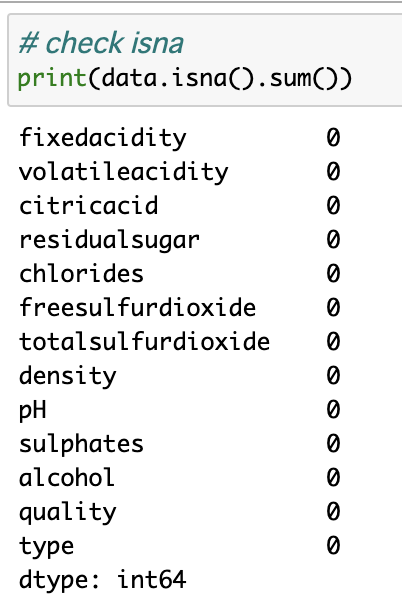 # check isna
print(data.isna().sum())
fixedacidity 0
volatileacidity 0
citricacid 0
residualsugar 0
chlorides 0
freesulfurdioxide 0
totalsulfurdioxide 0
density 0
pH 0
sulphates 0
alcohol 0
quality 0
type 0
dtype: int64